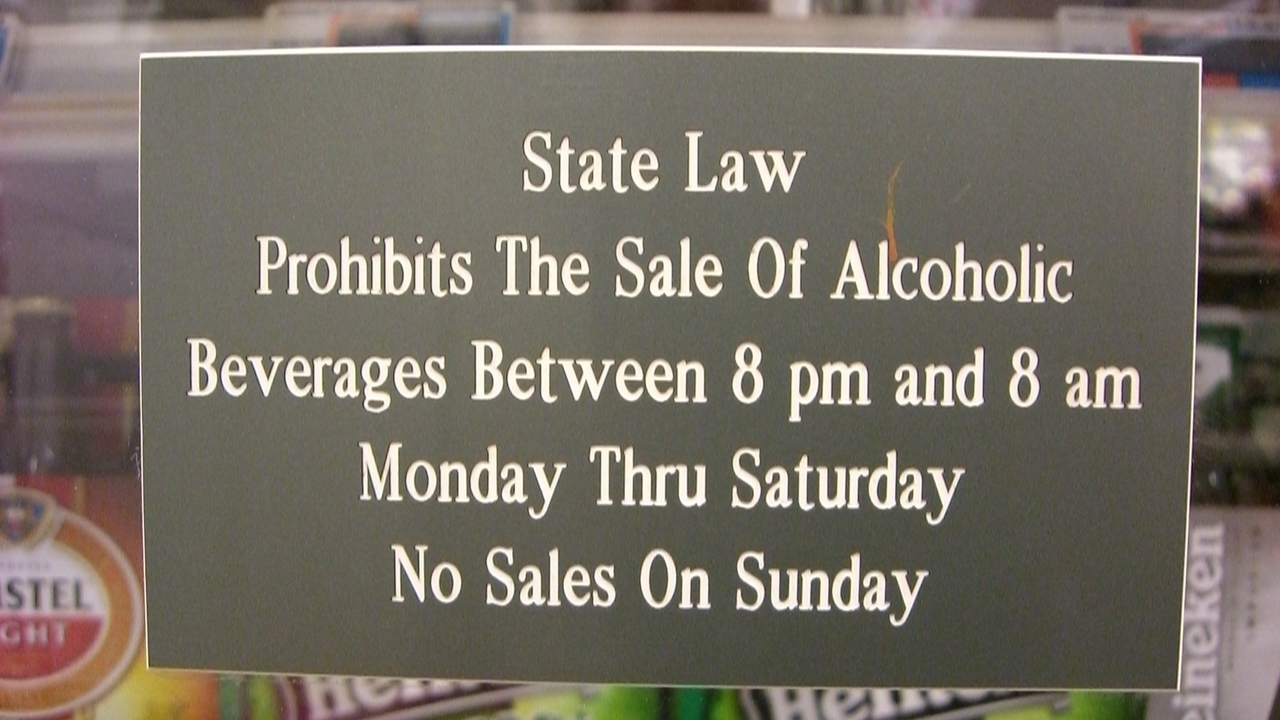 State Law
Prohibits The Sale Of Alcoholic
Beverages Between 8 pm and 8 am
Monday Thru Saturday
No Sales On Sunday